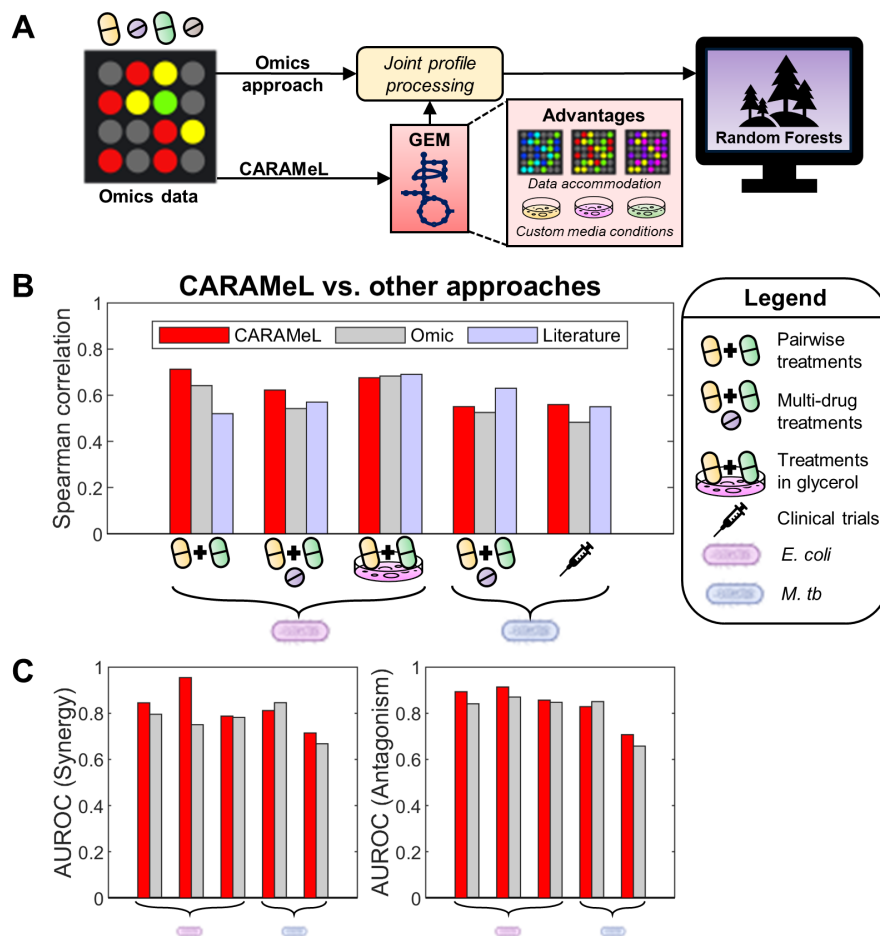 A
Omics
approach
Joint profile
processing
Omics data
CARAMeL
GEM
Advantages
Data accommodation
Custom media conditions
Random Forests
B
CARAMeL vs. other approaches
Spearman correlation
1
0.8
0.6
0.4
0.2
0
CARAMeL
Omic
Literature
Legend
Pairwise
treatments
Multi-drug
treatments
Treatments
in glycerol
Clinical trials
E. coli
M. tb
C
AUROC (Synergy)
1
0.8
0.6
0.4
0.2
0
AUROC (Antagonism)
1
0.8
0.6
0.4
0.2
0